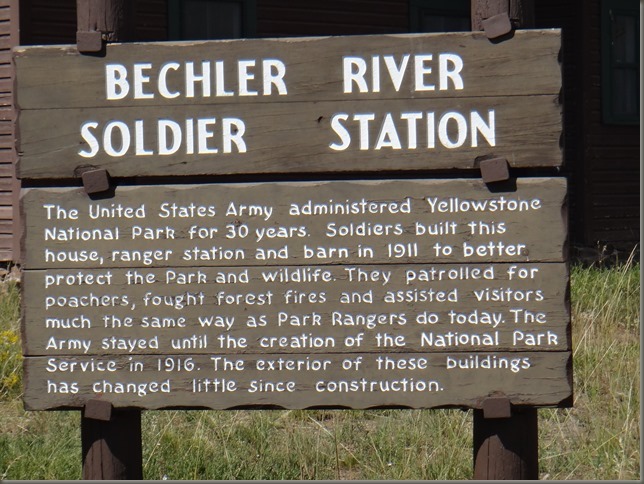 BECHLER RIVER
SOLDIER STATION
The United States Army administered Yellowstone
National Park for 30 years. Soldiers built this
house, ranger station and barn in 1911 to better
protect the Park and wildlife. They patrolled for
poachers, fought forest fires and assisted visitors
much the same way as Park Rangers do today. The
Army stayed until the creation of the National Park
Service in 1916. The exterior of these buildings
has changed little since construction.